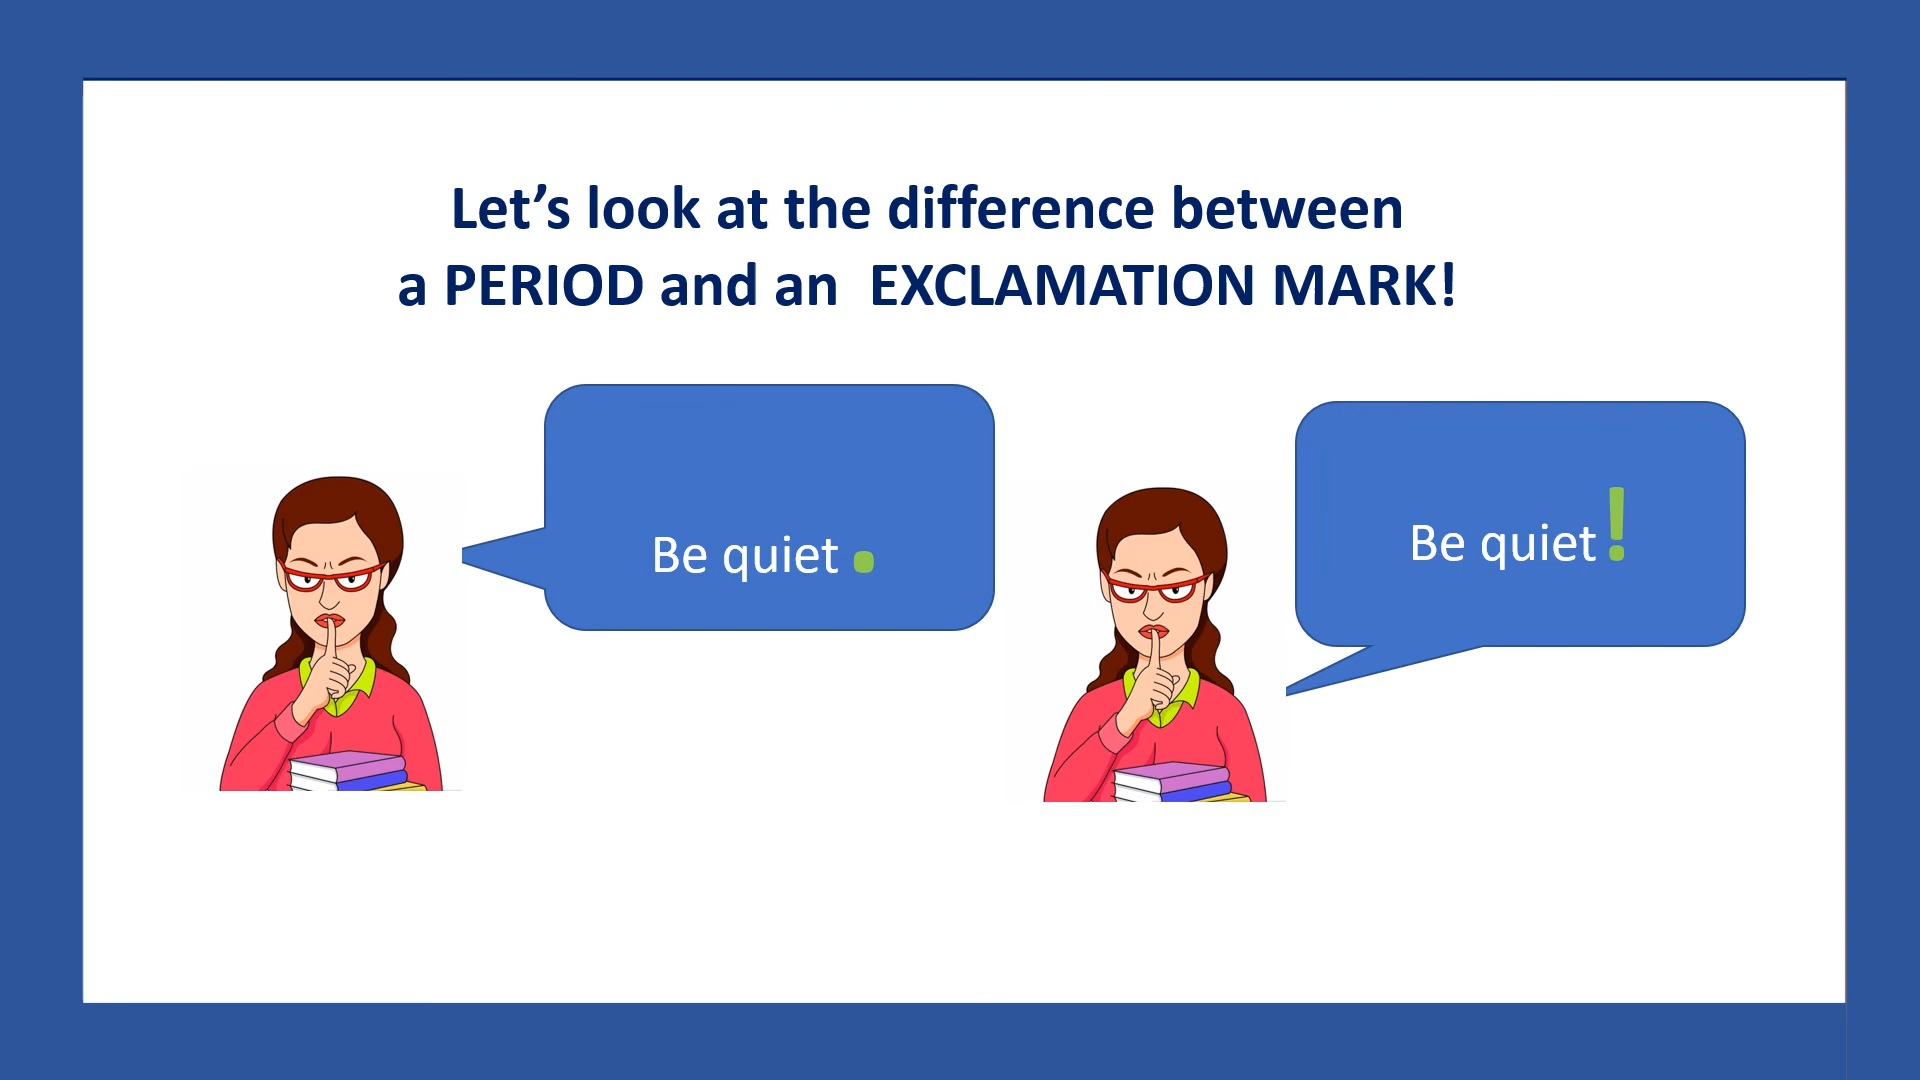 Let’s look at the difference between
a PERIOD and an  EXCLAMATION MARK!
Be quiet .
Be quiet !